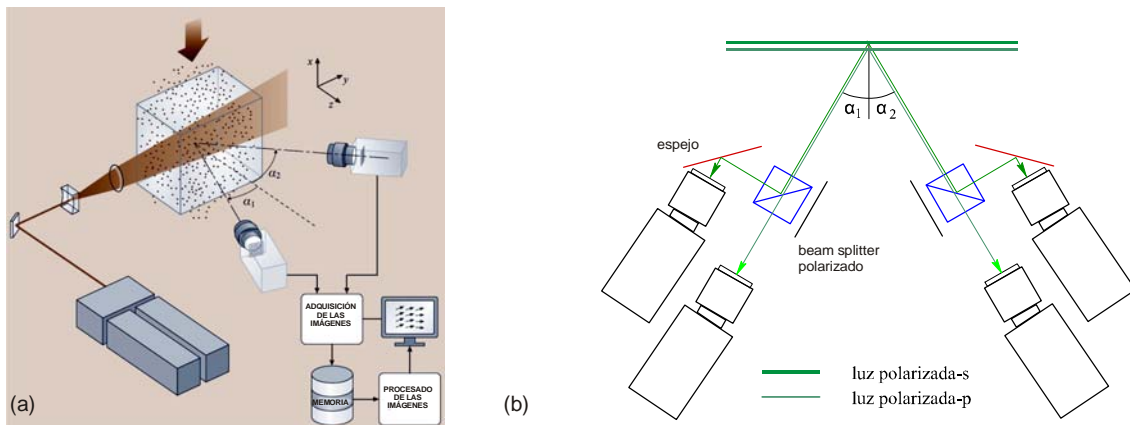 x
y
z
α2
α1
ADQUISICIÓN
DE LAS
IMÁGENES
MEMORIA
PROCESADO
DE LAS
IMÁGENES
(a)
α1 α2
espejo
beam splitter
polarizado
luz polarizada-s
luz polarizada-p
(b)